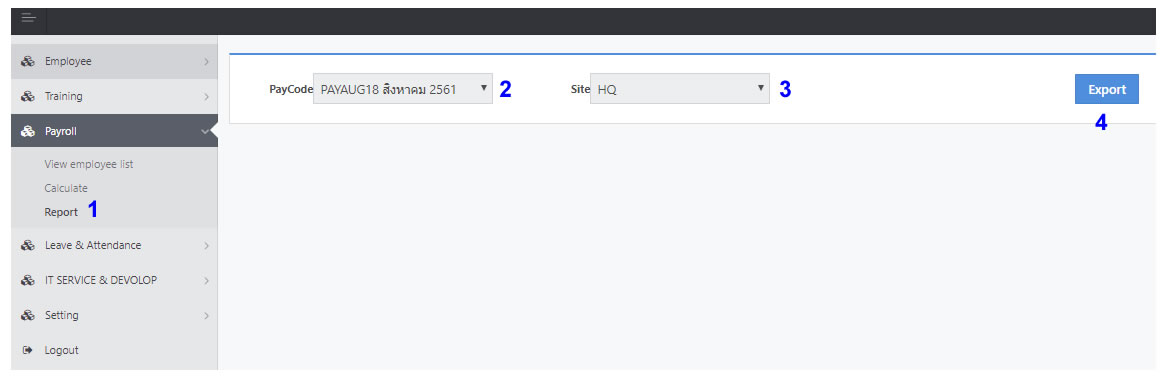 Employee
Training
Payroll
View employee list
Calculate
Report 1
Leave & Attendance
IT SERVICE & DEVOLOP
Setting
Logout
PayCode PAYAUG18 สิงหาคม 2561 2 Site HQ 3 Export
4